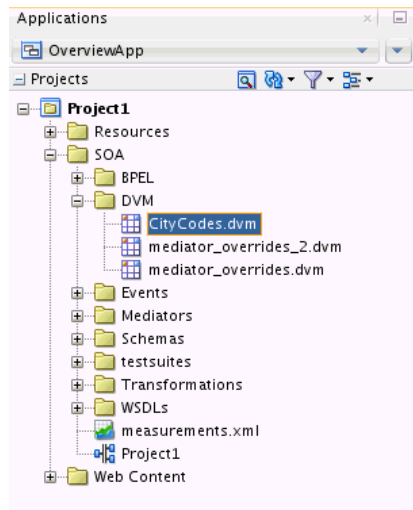 Applications
OverviewApp
Projects
Project1
Resources
SOA
BPEL
DVM
CityCodes.dvm
mediator_overrides_2.dvm
mediator_overrides.dvm
Events
Mediators
Schemas
testsuites
Transformations
WSDLs
measurements.xml
Project1
Web Content